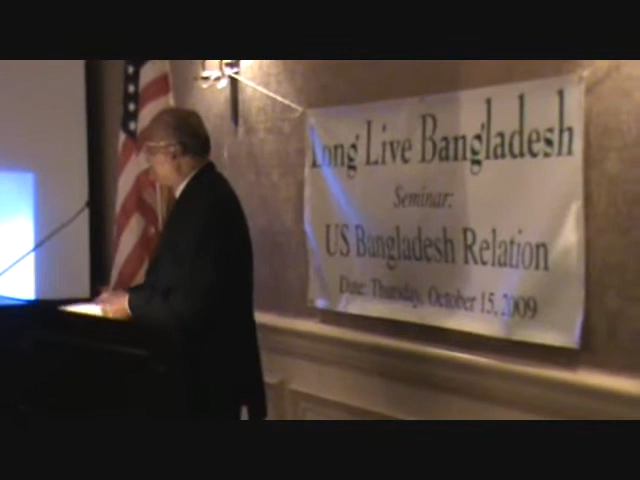 Long Live Bangladesh
Seminar:
US Bangladesh Relation
Date: Thursday, October 15, 2009